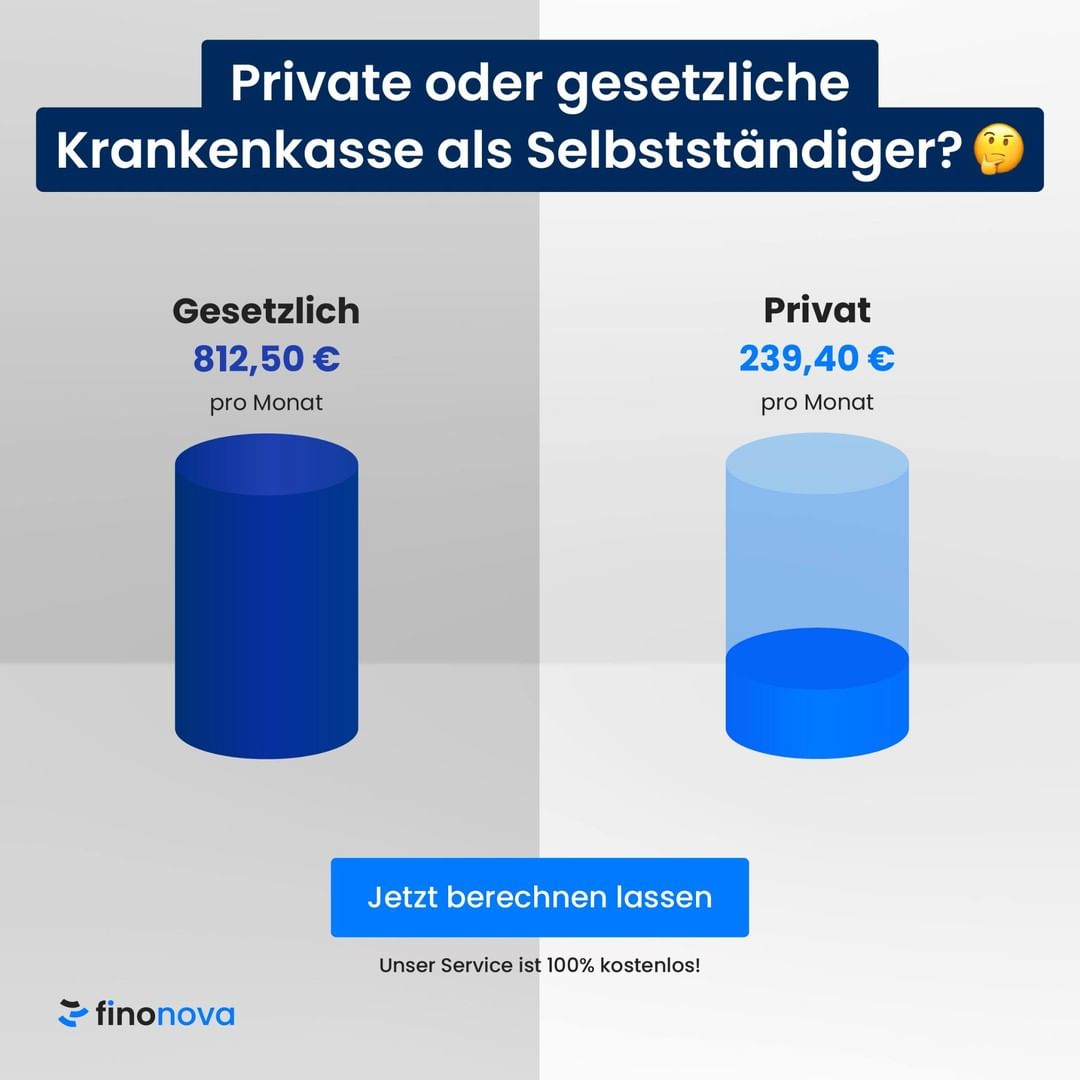 Private oder gesetzliche
Krankenkasse als Selbstständiger? 🤔
Gesetzlich
812,50 €
pro Monat
Privat
239,40 €
pro Monat
Jetzt berechnen lassen
Unser Service ist 100% kostenlos!
finonova